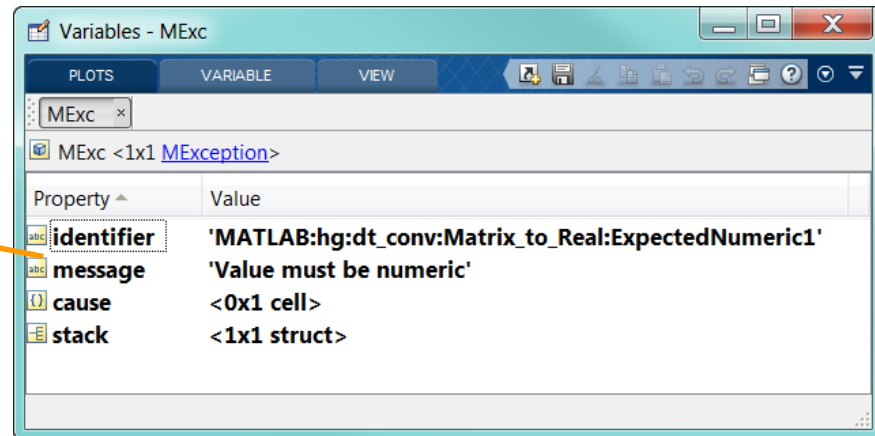 Variables - MExc
PLOTS VARIABLE VIEW
MExc
MExc <1x1 MException>
Property Value
identifier 'MATLAB:hg:dt_conv:Matrix_to_Real:ExpectedNumeric1'
message 'Value must be numeric'
cause <0x1 cell>
stack <1x1 struct>